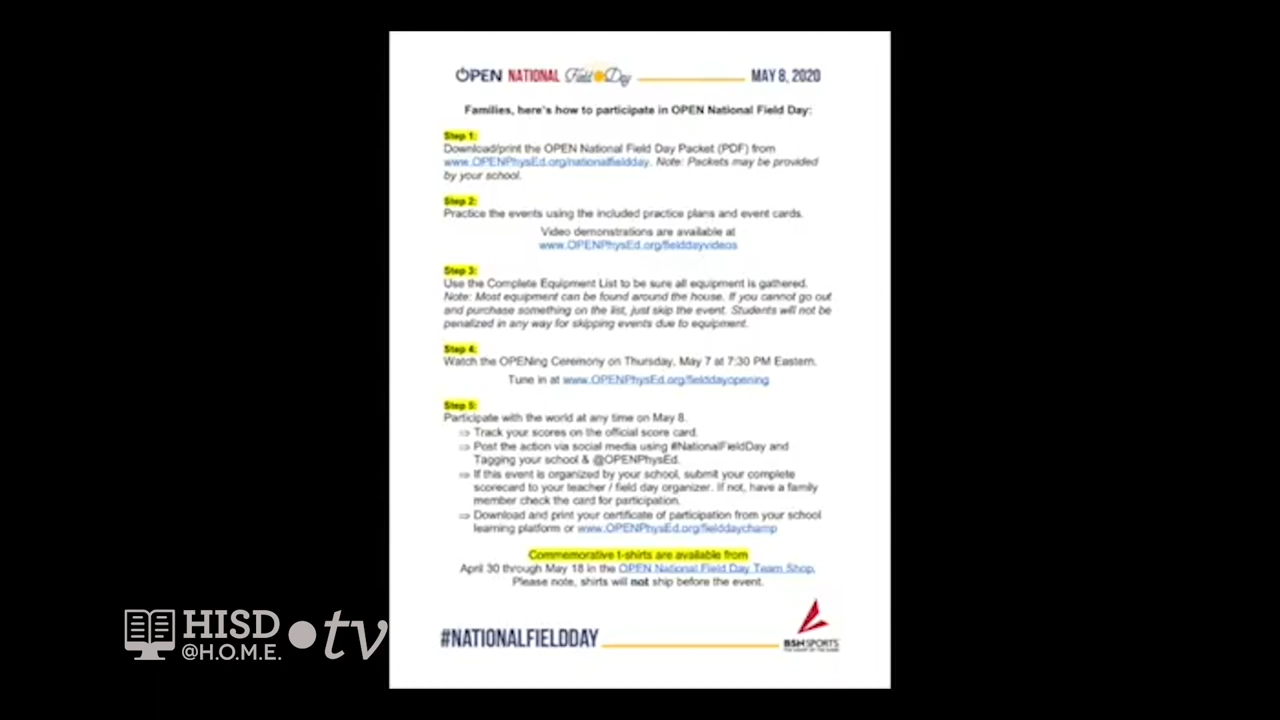 OPEN NATIONAL Field Day MAY 8, 2020
Families, here's how to participate in OPEN National Field Day:
Step 1:
Download/print the OPEN National Field Day Packet (PDF) from
www.OPENPhysEd.org/nationalfieldday. Note: Packets may be provided
by your school.
Step 2:
Practice the events using the included practice plans and event cards.
Video demonstrations are available at
www.OPENPhysEd.org/fielddayvideos
Step 3:
Use the Complete Equipment List to be sure all equipment is gathered.
Note: Most equipment can be found around the house. If you cannot go out
and purchase something on the list, just skip the event. Students will not be
penalized in any way for skipping events due to equipment.
Step 4:
Watch the OPENing Ceremony on Thursday, May 7 at 7:30 PM Eastern.
Tune in at www.OPENPhysEd.org/fielddayopening
Step 5:
Participate with the world at any time on May 8.
⇒ Track your scores on the official score card.
⇒ Post the action via social media using #NationalFieldDay and
Tagging your school & @OPENPhysEd.
⇒ If this event is organized by your school, submit your complete
scorecard to your teacher / field day organizer. If not, have a family
member check the card for participation.
⇒ Download and print your certificate of participation from your school
learning platform or www.OPENPhysEd.org/fielddaychamp
Commemorative t-shirts are available from
April 30 through May 18 in the OPEN National Field Day Team Shop.
Please note, shirts will not ship before the event.
#NATIONALFIELDDAY
BSN SPORTS
HISD
@H.O.M.E.
tv